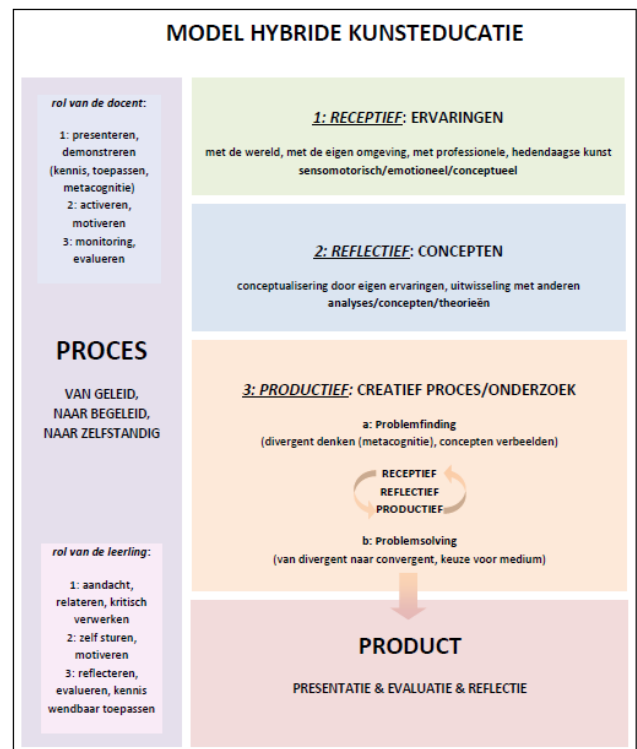 MODEL HYBRIDE KUNSTEDUCATIE
rol van de docent:
1: presenteren,
demonstreren
(kennis, toepassen,
metacognitie)
2: activeren,
motiveren
3: monitoring,
evalueren
PROCES
VAN GELEID,
NAAR BEGELEID,
NAAR ZELFSTANDIG
rol van de leerling:
1: aandacht,
relateren, kritisch
verwerken
2: zelf sturen,
motiveren
3: reflecteren,
evalueren, kennis
wendbaar toepassen
1: RECEPTIEF: ERVARINGEN
met de wereld, met de eigen omgeving, met professionele, hedendaagse kunst
sensomotorisch/emotioneel/conceptueel
2: REFLECTIEF: CONCEPTEN
conceptualisering door eigen ervaringen, uitwisseling met anderen
analyses/concepten/theorieën
3: PRODUCTIEF: CREATIEF PROCES/ONDERZOEK
a: Problemfinding
(divergent denken (metacognitie), concepten verbeelden)
RECEPTIEF
REFLECTIEF
PRODUCTIEF
b: Problemsolving
(van divergent naar convergent, keuze voor medium)
PRODUCT
PRESENTATIE & EVALUATIE & REFLECTIE